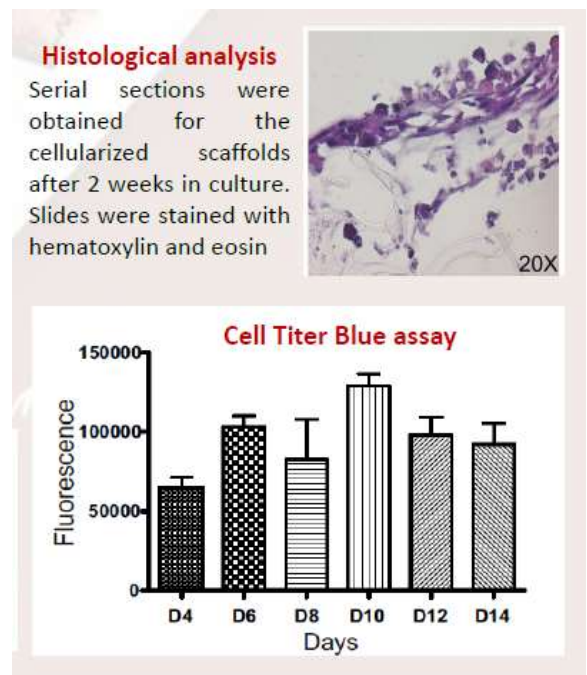 Histological analysis
Serial sections were
obtained for the
cellularized scaffolds
after 2 weeks in culture.
Slides were stained with
hematoxylin and eosin
20X
Cell Titer Blue assay
150000
100000
50000
0
Fluorescence
D4 D6 D8 D10 D12 D14
Days